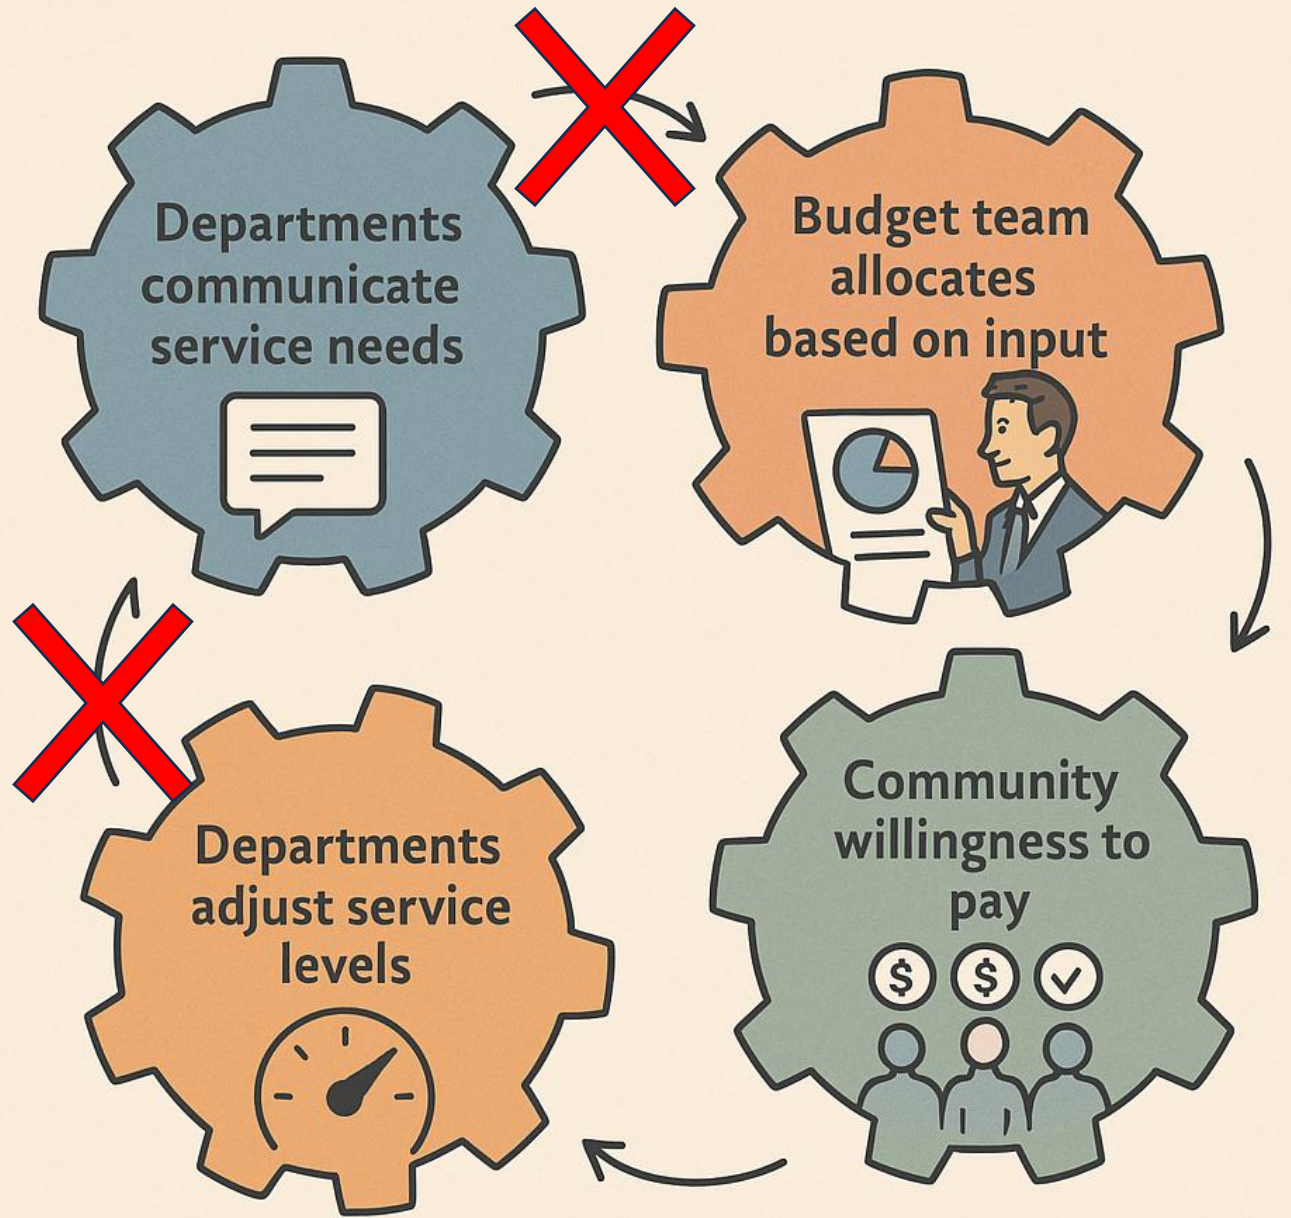 Departments
communicate
service needs
Budget team
allocates
based on input
Community
willingness to
pay
$ $
Departments
adjust service
levels